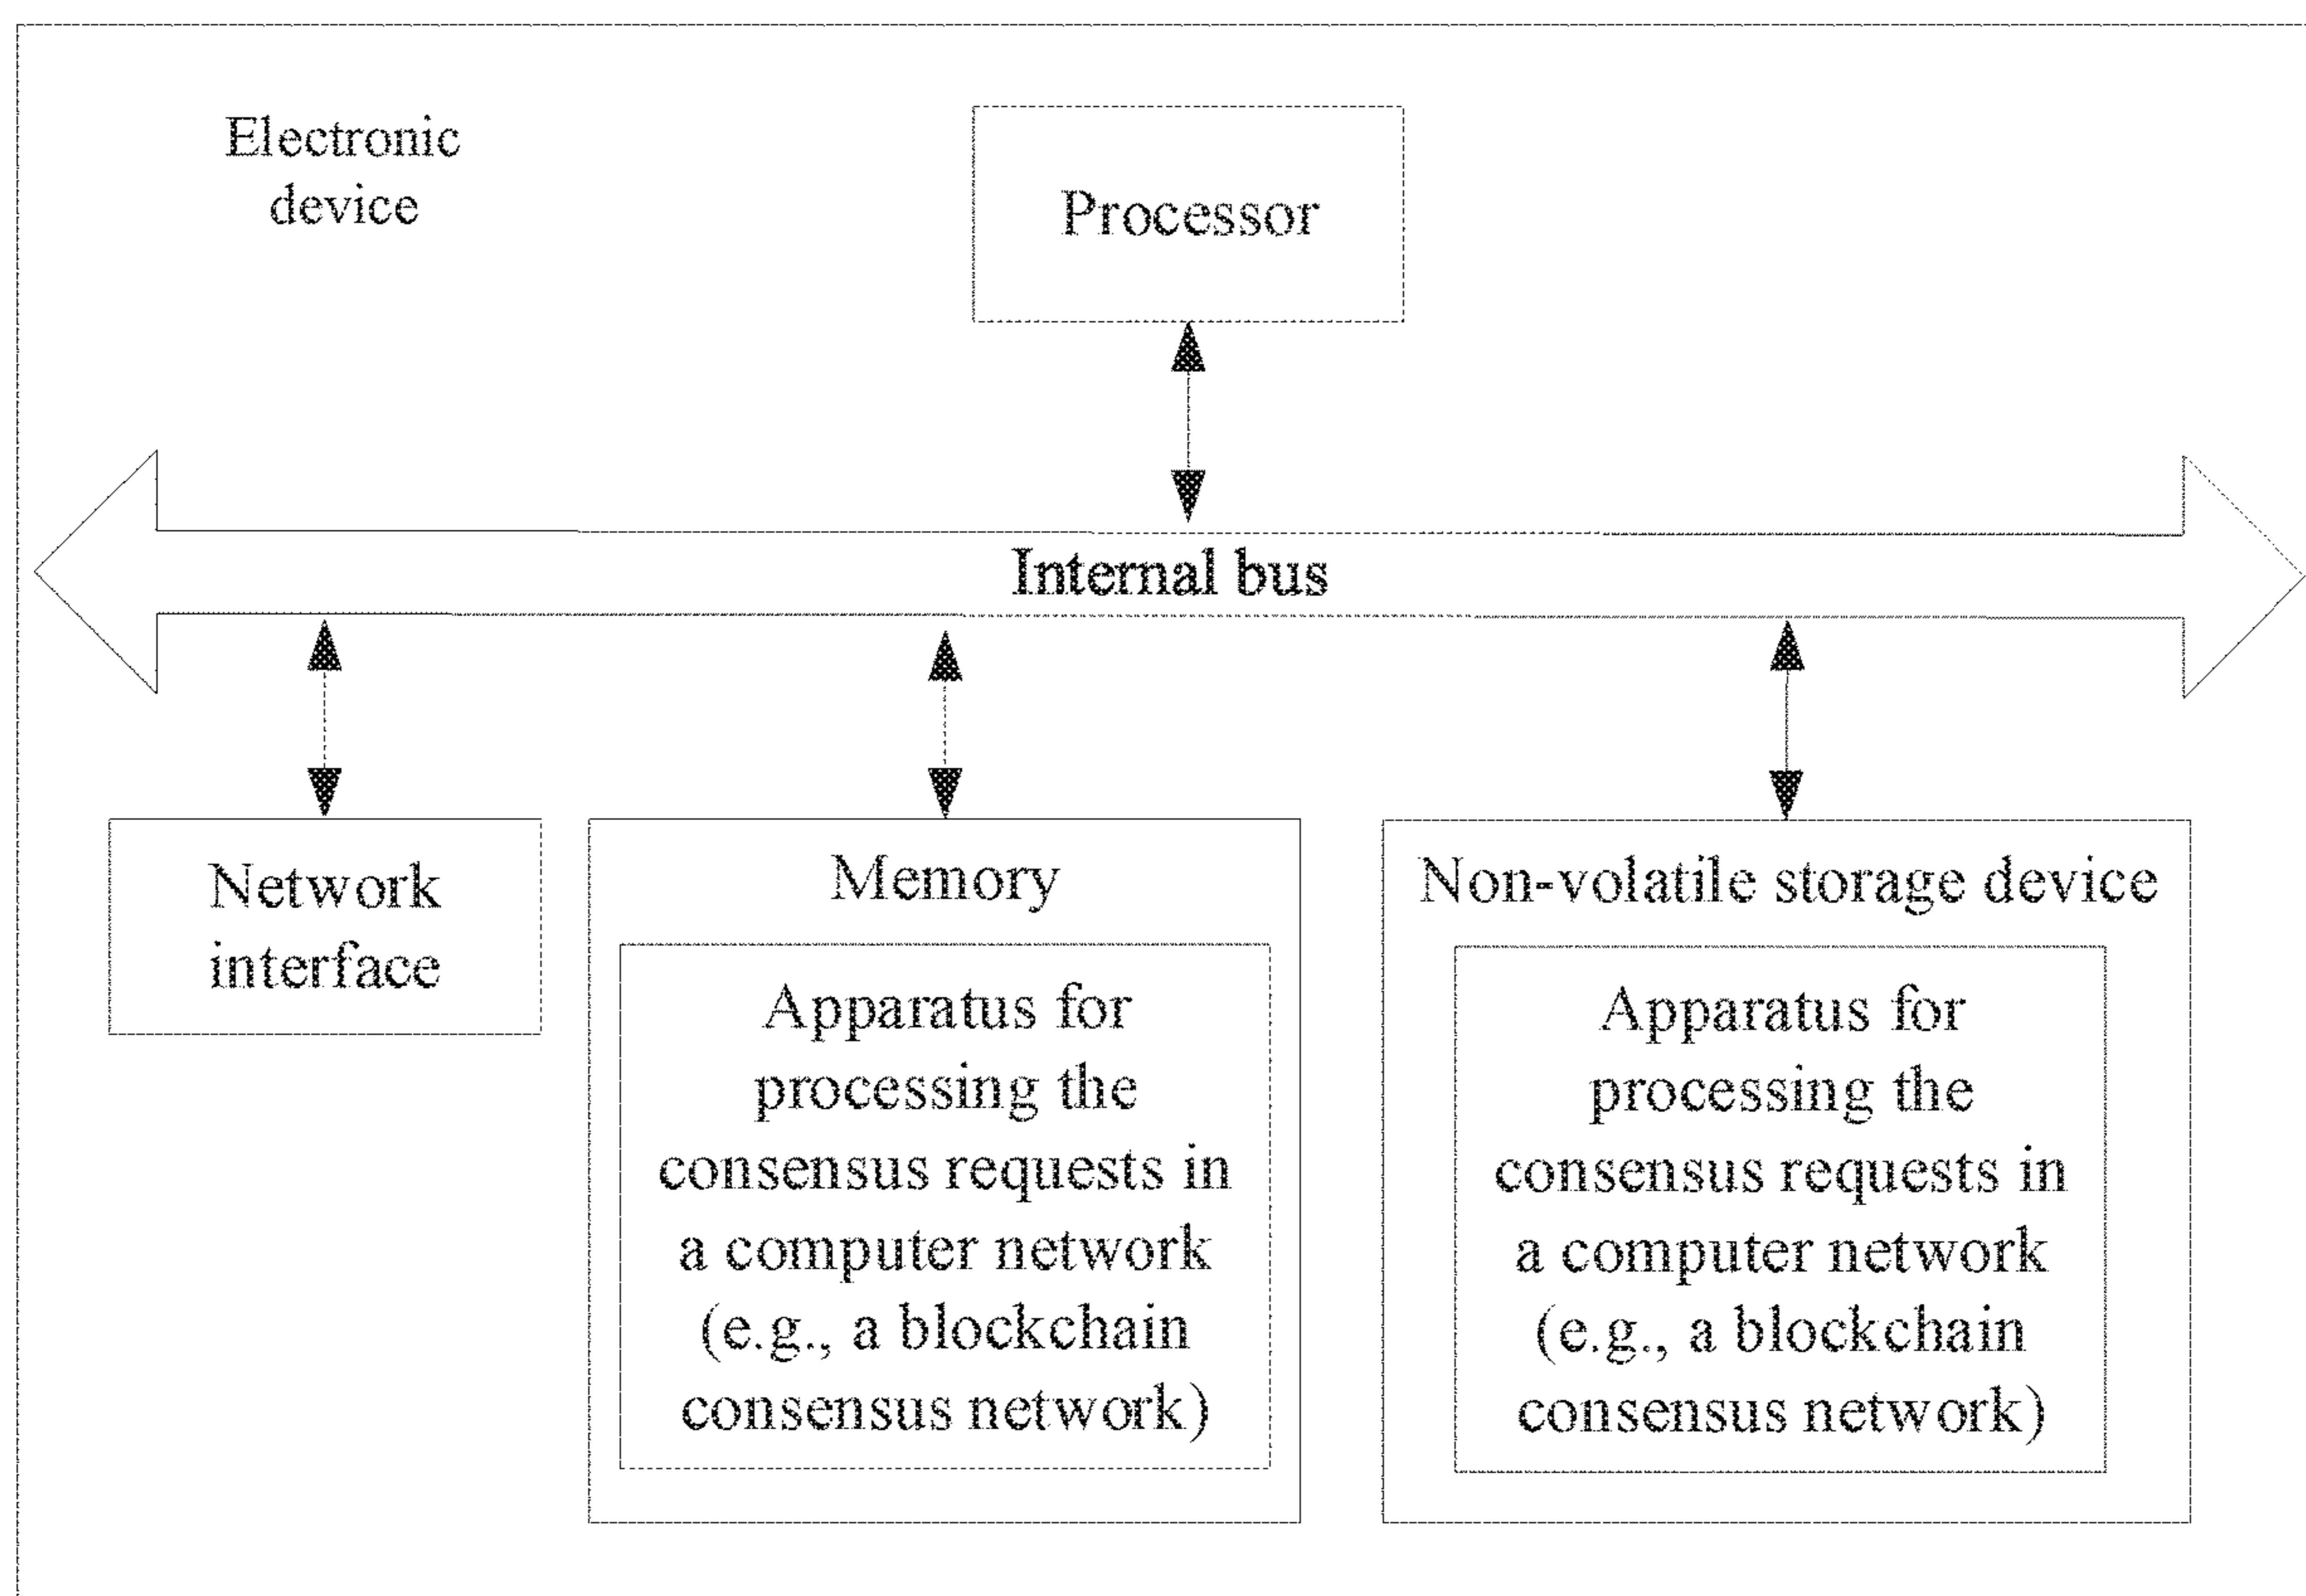 Electronic
device
Processor
Internal bus
Network
interface
Memory
Apparatus for
processing the
consensus requests in
a computer network
(e.g., a blockchain
consensus network)
Non-volatile storage device
Apparatus for
processing the
consensus requests in
a computer network
(e.g., a blockchain
consensus network)